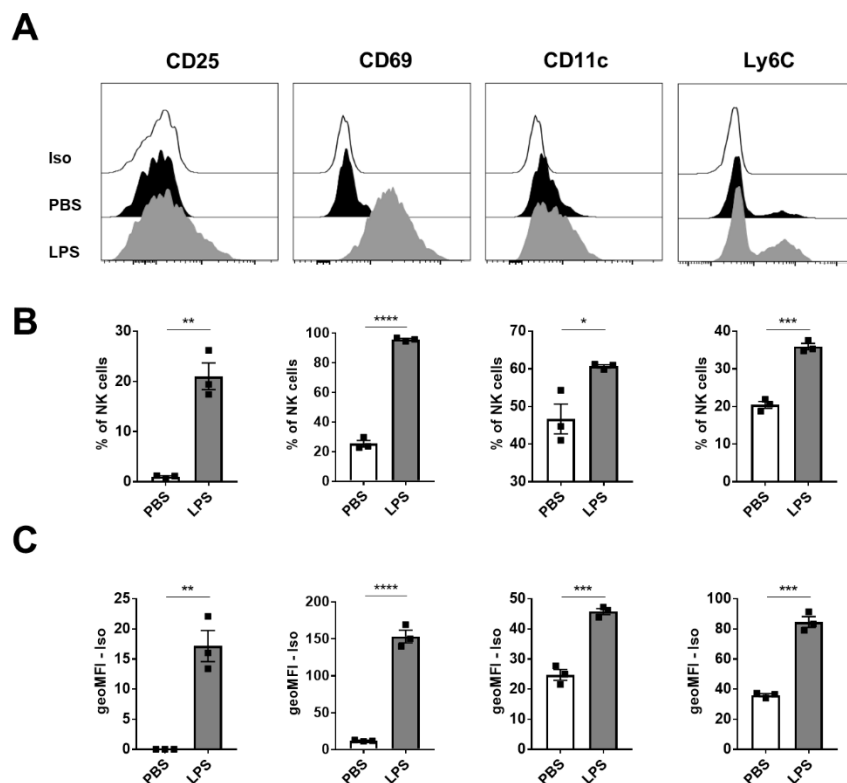 A
CD25 CD69 CD11c Ly6C
Iso
PBS
LPS
B
** **** * ***
% of NK cells % of NK cells % of NK cells % of NK cells
30 100 70 40
20 80 60 30
10 60 50 20
0 40 40 10
20 30 0
0
PBS LPS PBS LPS PBS LPS PBS LPS
C
** **** *** ***
geoMFI - Iso geoMFI - Iso geoMFI - Iso geoMFI - Iso
25 200 50 100
20 150 40 80
15 100 30 60
10 50 20 40
5 0 10 20
0 0 0
PBS LPS PBS LPS PBS LPS PBS LPS